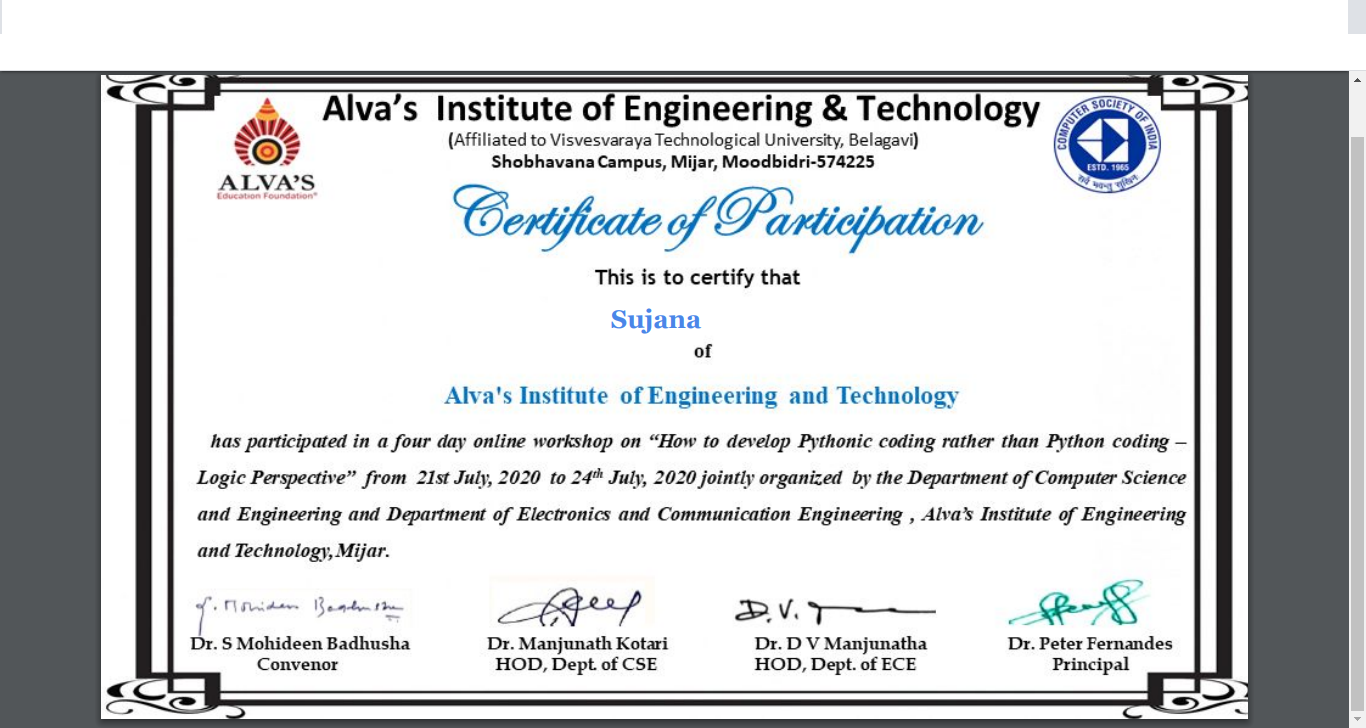 Alva's Institute of Engineering & Technology
(Affiliated to Visvesvaraya Technological University, Belagavi)
Shobhavana Campus, Mijar, Moodbidri-574225
ALVA'S
Education Foundation®
COMPUTER SOCIETY OF INDIA
ESTD. 1965
सर्वे भवन्तु सुखिनः
Certificate of Participation
This is to certify that
Sujana
of
Alva's Institute of Engineering and Technology
has participated in a four day online workshop on “How to develop Pythonic coding rather than Python coding –
Logic Perspective” from 21st July, 2020 to 24th July, 2020 jointly organized by the Department of Computer Science
and Engineering and Department of Electronics and Communication Engineering , Alva’s Institute of Engineering
and Technology, Mijar.
D.V.
Dr. S Mohideen Badhusha Dr. Manjunath Kotari Dr. D V Manjunatha Dr. Peter Fernandes
Convenor HOD, Dept. of CSE HOD, Dept. of ECE Principal